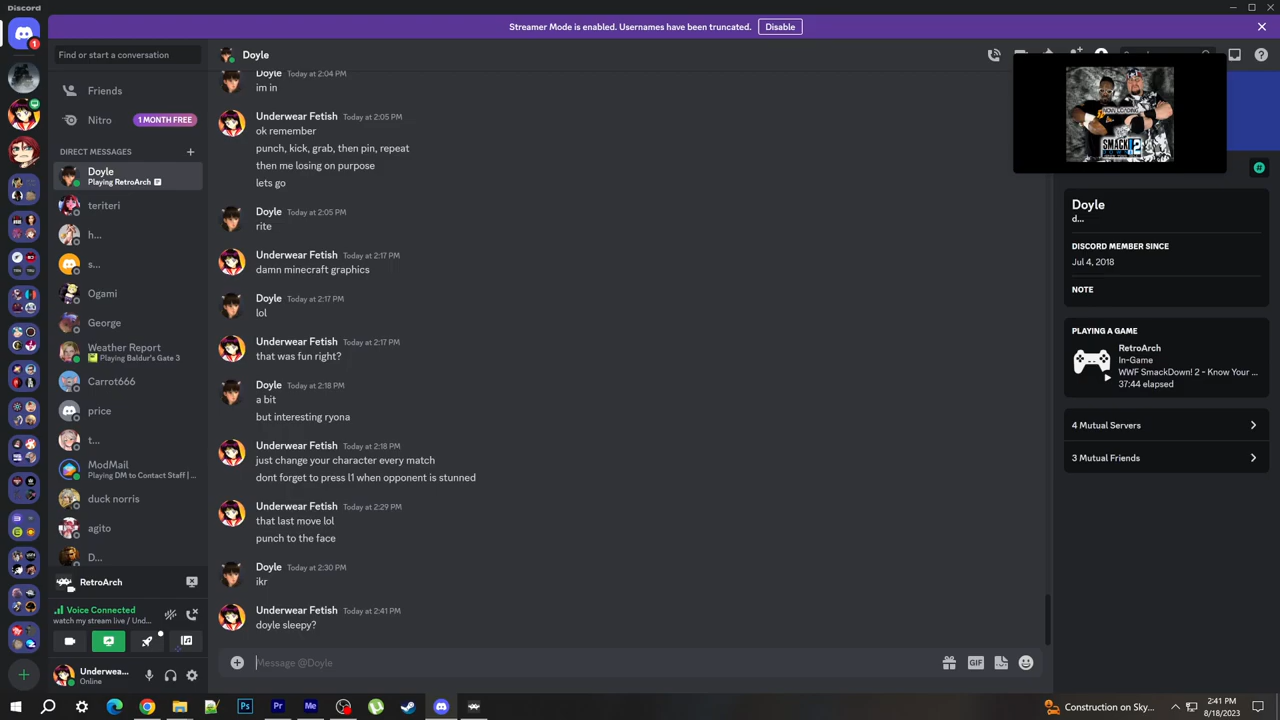 Discord
Streamer Mode is enabled. Usernames have been truncated.
Disable
1
Find or start a conversation
Friends
Nitro
1 MONTH FREE
DIRECT MESSAGES
Doyle
Playing RetroArch
teriteri
h...
s...
Ogami
George
Weather Report
Playing Baldur's Gate 3
Carrot666
price
t...
ModMail
Playing DM to Contact Staff | ...
duck norris
agito
D...
RetroArch
Voice Connected
watch my stream live / Und...
Underwea...
Online
Doyle
Doyle Today at 2:04 PM
im in
Underwear Fetish Today at 2:05 PM
ok remember
punch, kick, grab, then pin, repeat
then me losing on purpose
lets go
Doyle Today at 2:05 PM
rite
Underwear Fetish Today at 2:17 PM
damn minecraft graphics
Doyle Today at 2:17 PM
lol
Underwear Fetish Today at 2:17 PM
that was fun right?
Doyle Today at 2:18 PM
a bit
but interesting ryona
Underwear Fetish Today at 2:18 PM
just change your character every match
dont forget to press l1 when opponent is stunned
Underwear Fetish Today at 2:29 PM
that last move lol
punch to the face
Doyle Today at 2:30 PM
ikr
Underwear Fetish Today at 2:41 PM
doyle sleepy?
Message @Doyle
GIF
NOW LOADING
SMACK
DOWN 2
Doyle
d...
DISCORD MEMBER SINCE
Jul 4, 2018
NOTE
PLAYING A GAME
RetroArch
In-Game
WWF SmackDown! 2 - Know Your ...
37:44 elapsed
4 Mutual Servers
3 Mutual Friends
Ps
Pr
Me
Construction on Sky...
2:41 PM
8/18/2023